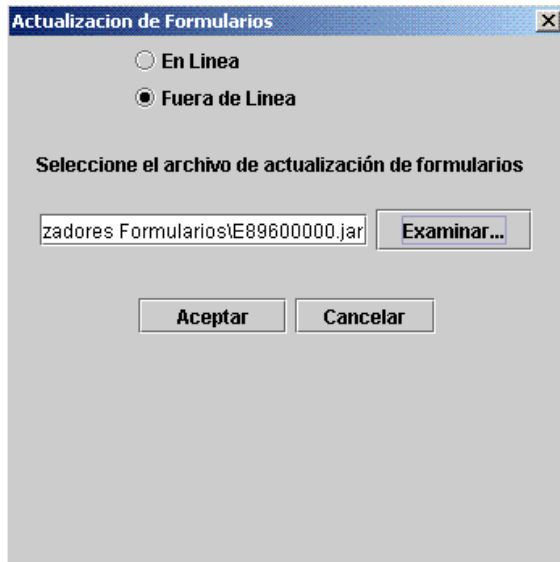 Actualizacion de Formularios
En Linea
Fuera de Linea
Seleccione el archivo de actualización de formularios
zadores Formularios\E89600000.jar
Examinar...
Aceptar
Cancelar